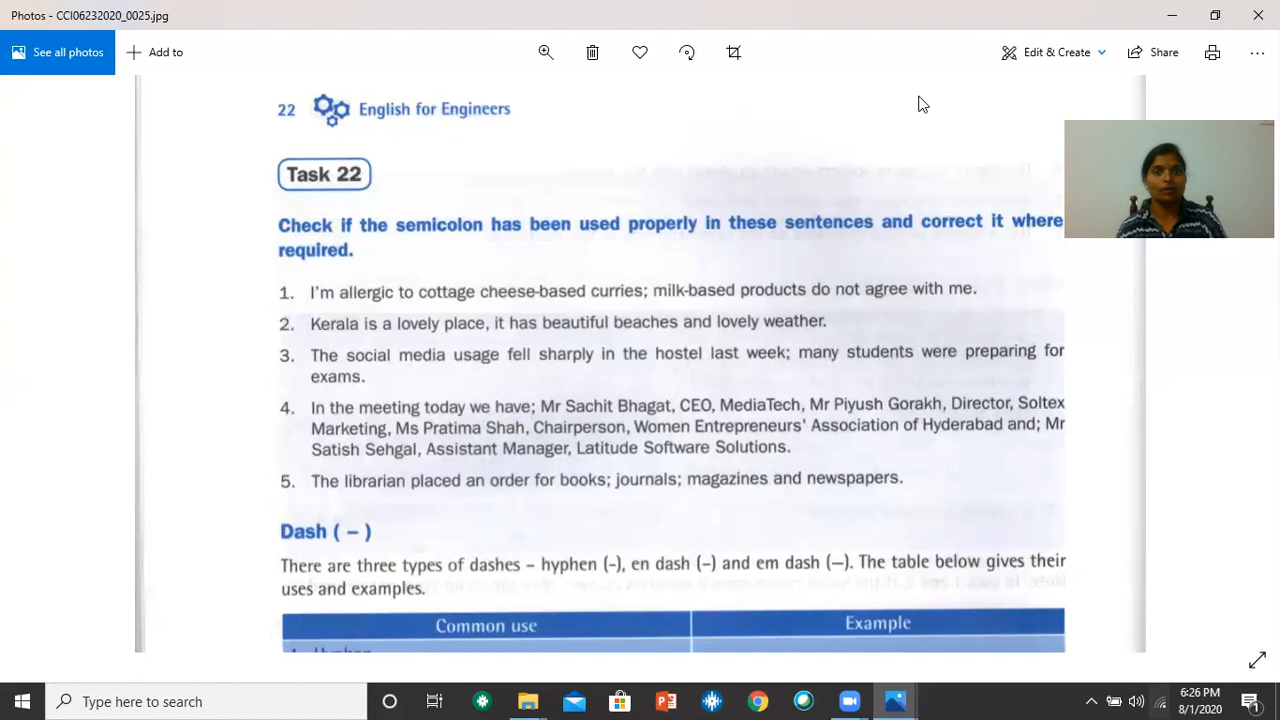 Photos - CCI06232020_0025.jpg
See all photos
Add to
Edit & Create
Share
22 English for Engineers
Task 22
Check if the semicolon has been used properly in these sentences and correct it where
required.
1. I'm allergic to cottage cheese-based curries; milk-based products do not agree with me.
2. Kerala is a lovely place, it has beautiful beaches and lovely weather.
3. The social media usage fell sharply in the hostel last week; many students were preparing for
exams.
4. In the meeting today we have; Mr Sachit Bhagat, CEO, MediaTech, Mr Piyush Gorakh, Director, Soltex
Marketing, Ms Pratima Shah, Chairperson, Women Entrepreneurs' Association of Hyderabad and; Mr
Satish Sehgal, Assistant Manager, Latitude Software Solutions.
5. The librarian placed an order for books; journals; magazines and newspapers.
Dash ( – )
There are three types of dashes – hyphen (-), en dash (–) and em dash (—). The table below gives their
uses and examples.
Common use Example
Type here to search
6:26 PM
8/1/2020